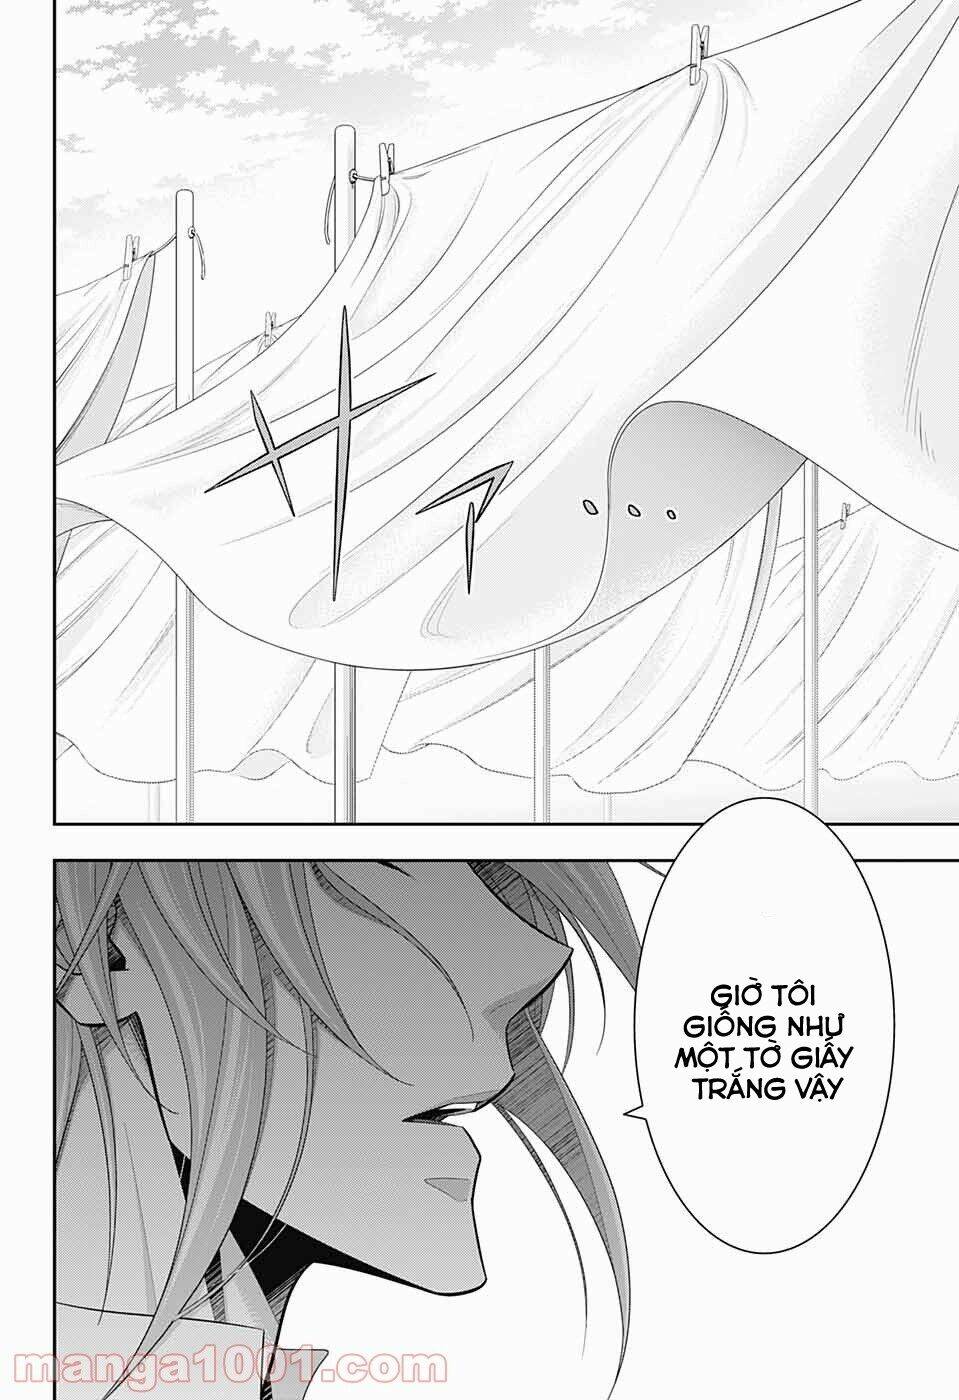 サァ...
GIỜ TÔI
GIỐNG NHƯ
MỘT TỜ GIẤY
TRẮNG VẬY
manga1001.com